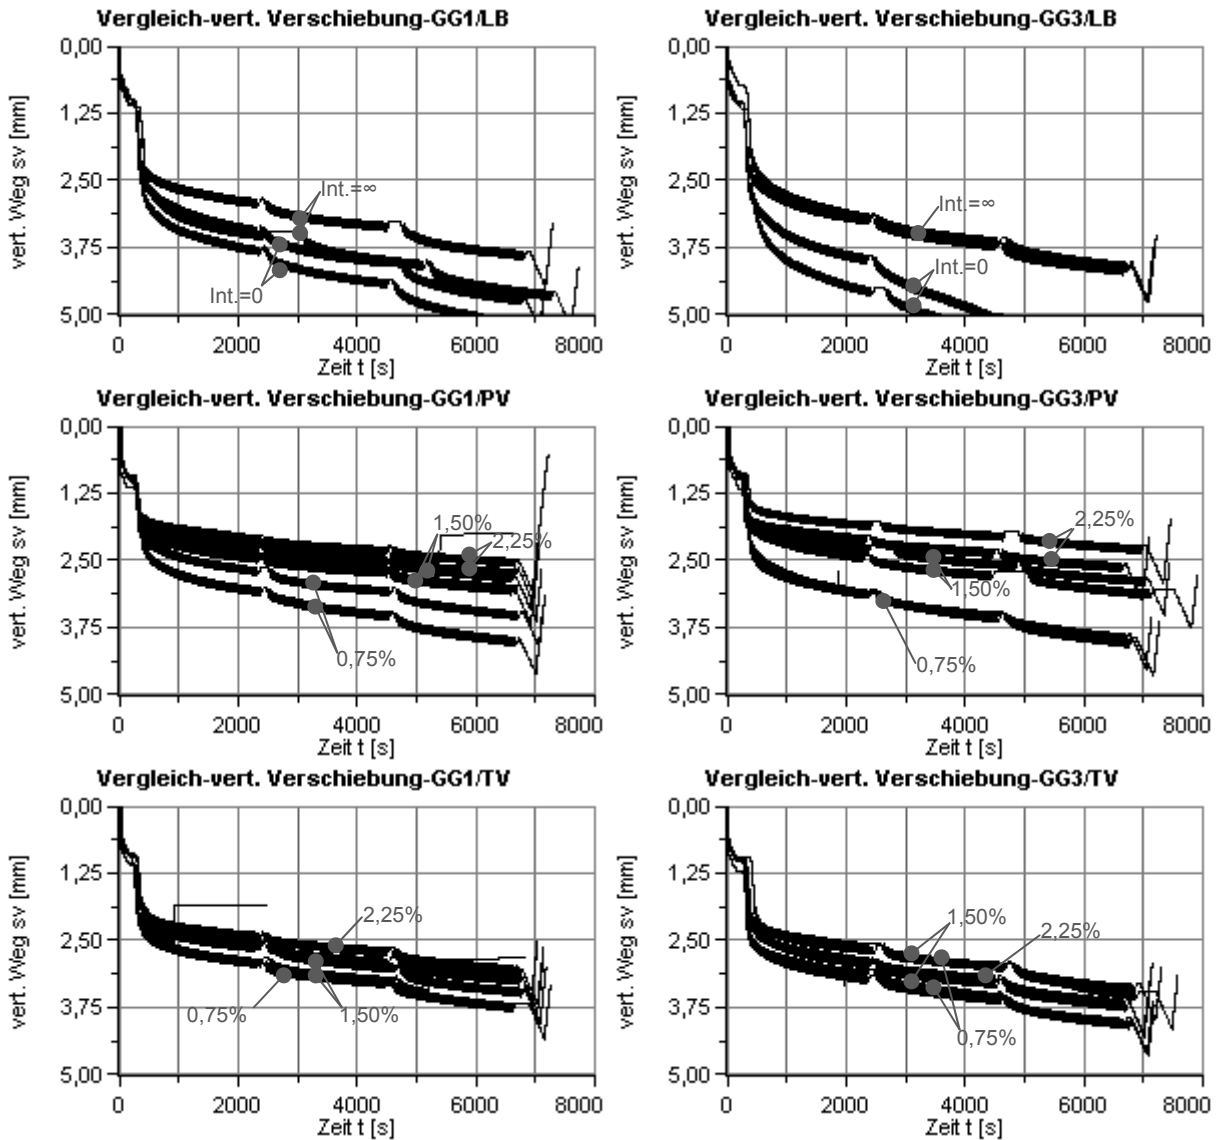 Vergleich-vert. Verschiebung-GG1/LB
vert. Weg sv [mm]
0,00
1,25
2,50
3,75
5,00
Int.=∞
Int.=0
0 2000 4000 6000 8000
Zeit t [s]
Vergleich-vert. Verschiebung-GG3/LB
vert. Weg sv [mm]
0,00
1,25
2,50
3,75
5,00
Int.=∞
Int.=0
0 2000 4000 6000 8000
Zeit t [s]
Vergleich-vert. Verschiebung-GG1/PV
vert. Weg sv [mm]
0,00
1,25
2,50
3,75
5,00
1,50%
2,25%
0,75%
0 2000 4000 6000 8000
Zeit t [s]
Vergleich-vert. Verschiebung-GG3/PV
vert. Weg sv [mm]
0,00
1,25
2,50
3,75
5,00
2,25%
1,50%
0,75%
0 2000 4000 6000 8000
Zeit t [s]
Vergleich-vert. Verschiebung-GG1/TV
vert. Weg sv [mm]
0,00
1,25
2,50
3,75
5,00
2,25%
0,75%
1,50%
0 2000 4000 6000 8000
Zeit t [s]
Vergleich-vert. Verschiebung-GG3/TV
vert. Weg sv [mm]
0,00
1,25
2,50
3,75
5,00
1,50%
2,25%
0,75%
0 2000 4000 6000 8000
Zeit t [s]